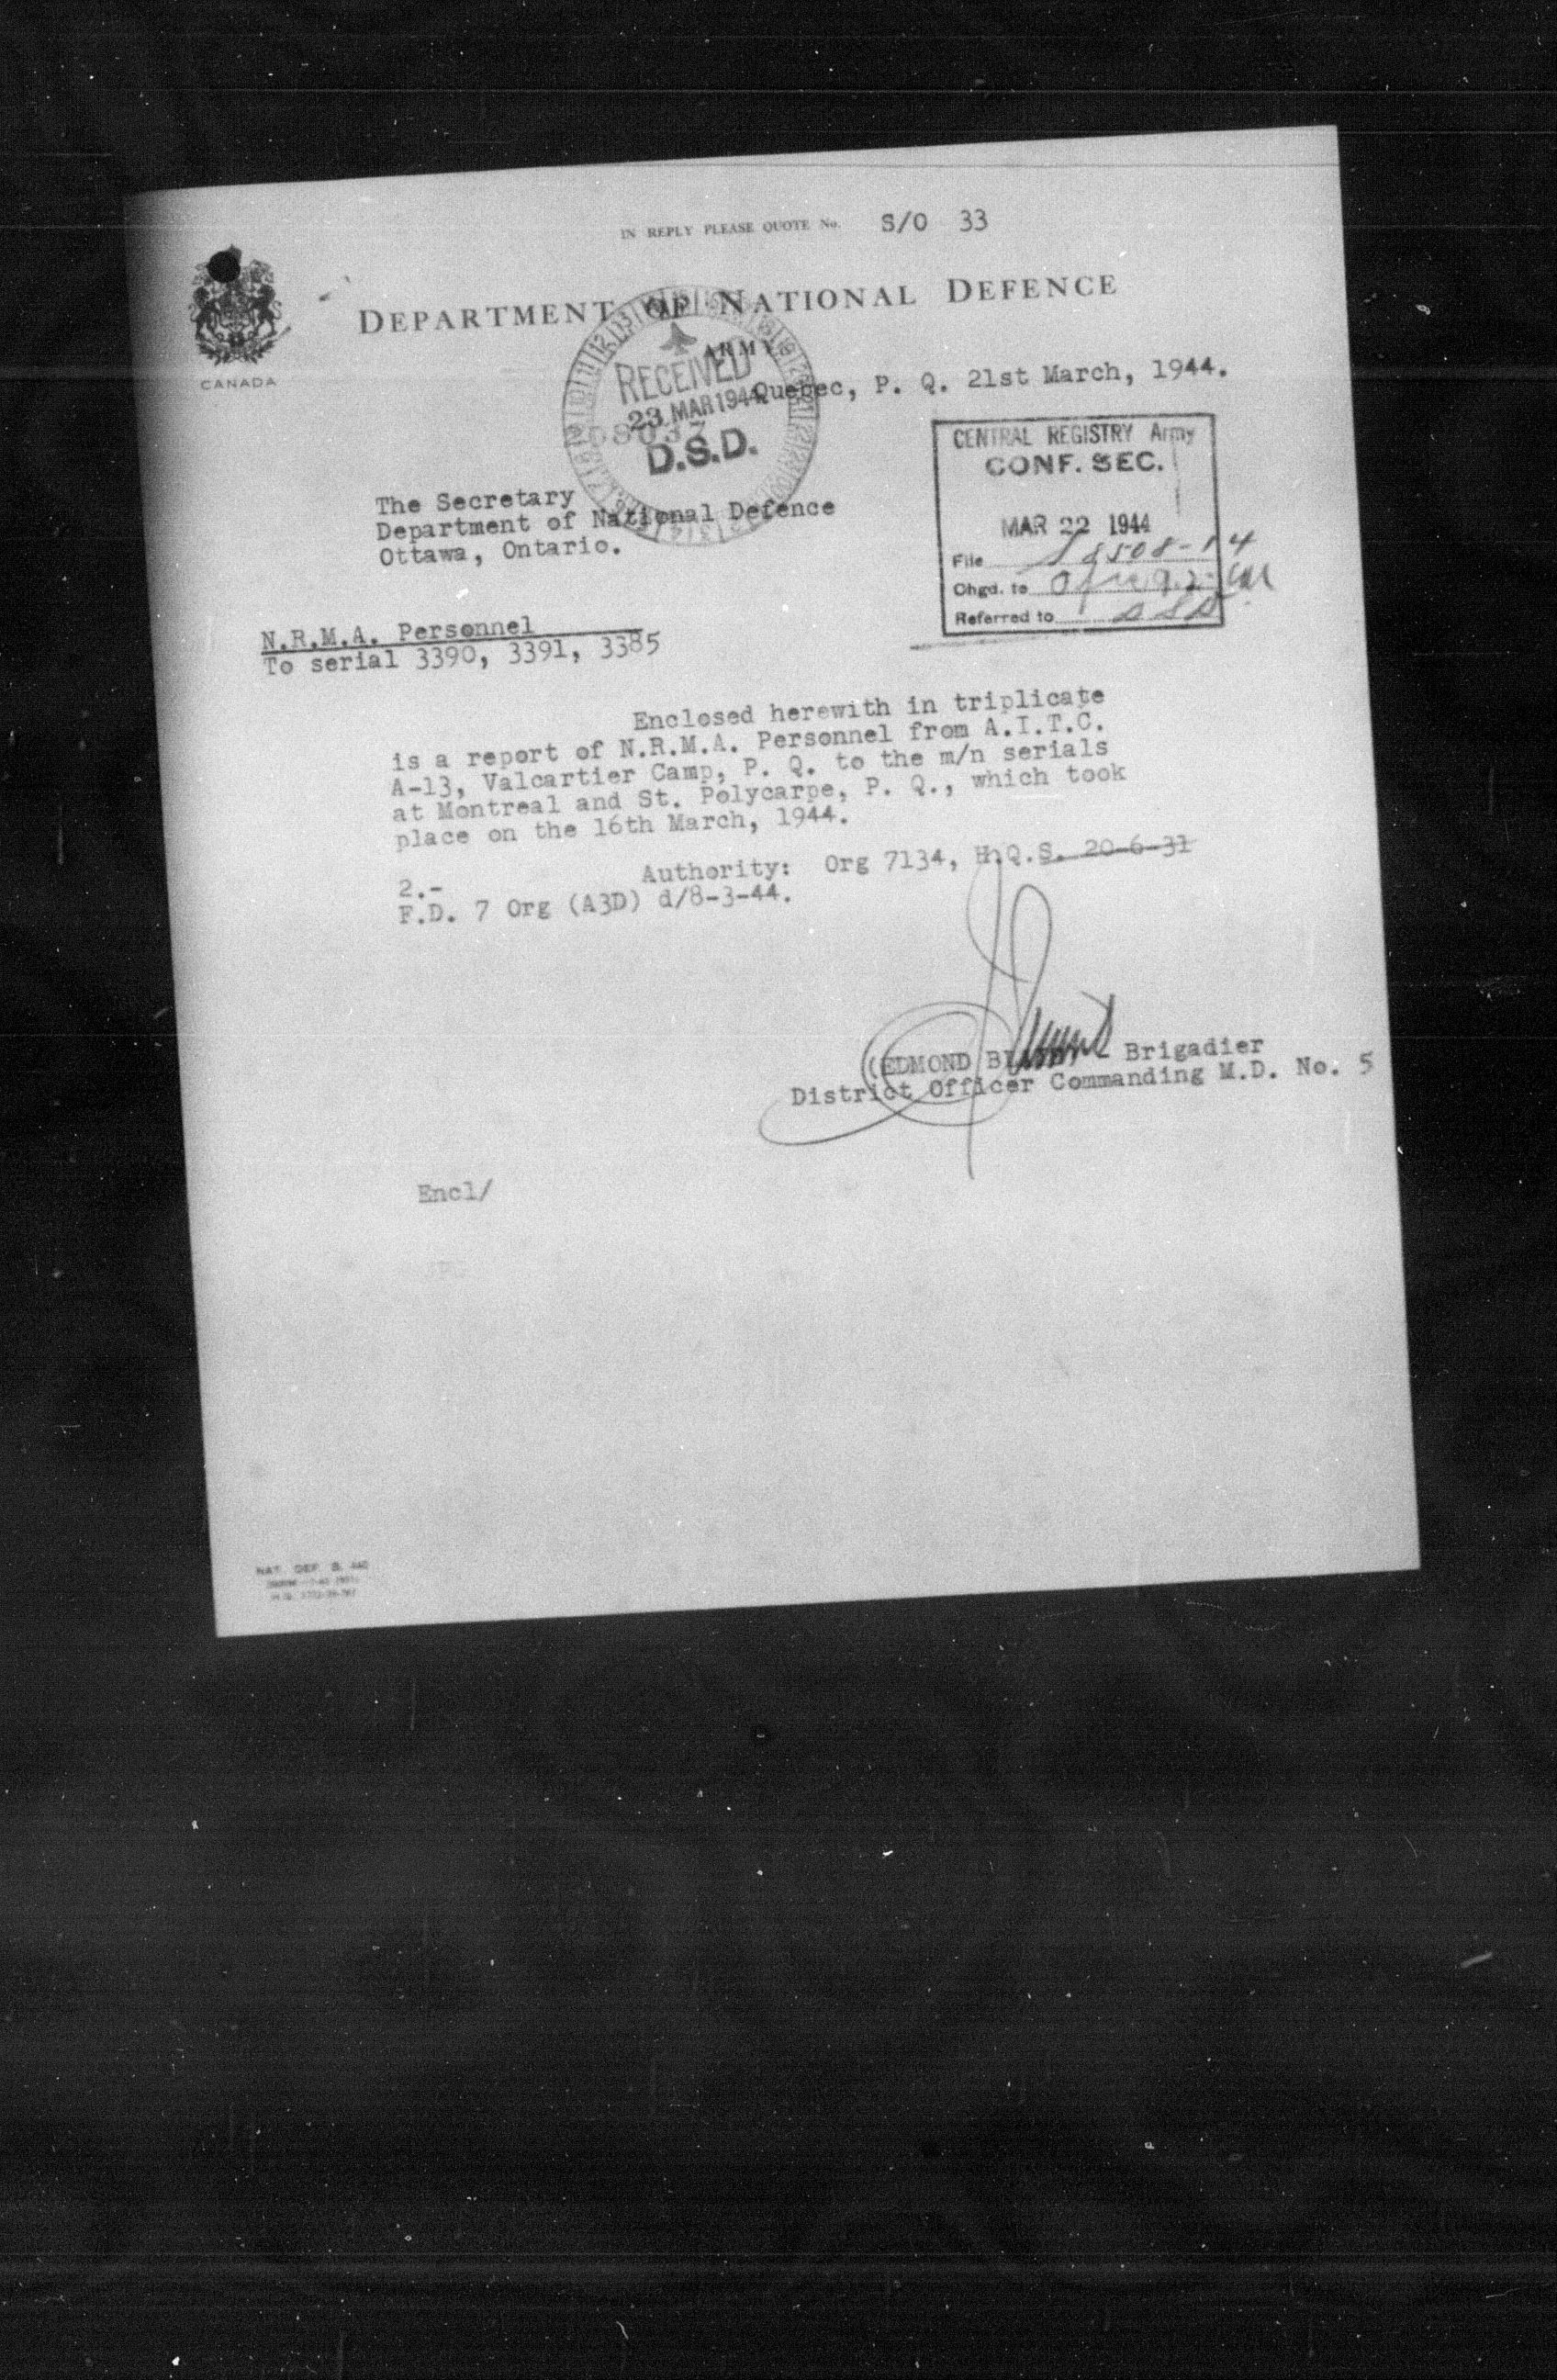 IN REPLY PLEASE QUOTE No. S/O 33
CANADA
DEPARTMENT OF NATIONAL DEFENCE
ARMY
Quebec, P. Q. 21st March, 1944.
RECEIVED
23 MAR 1944
D.S.D.
CENTRAL REGISTRY Army
CONF. SEC.
MAR 22 1944
File
Chgd. to
Referred to DSD
The Secretary
Department of National Defence
Ottawa, Ontario.
N.R.M.A. Personnel
To serial 3390, 3391, 3385
Enclosed herewith in triplicate
is a report of N.R.M.A. Personnel from A.I.T.C.
A-13, Valcartier Camp, P. Q. to the m/n serials
at Montreal and St. Polycarpe, P. Q., which took
place on the 16th March, 1944.
2.- Authority: Org 7134, H.Q.S. 20-6-31
F.D. 7 Org (A3D) d/8-3-44.
(EDMOND Brigadier
District Officer Commanding M.D. No. 5
Encl/
NAT. DEF. B. 440